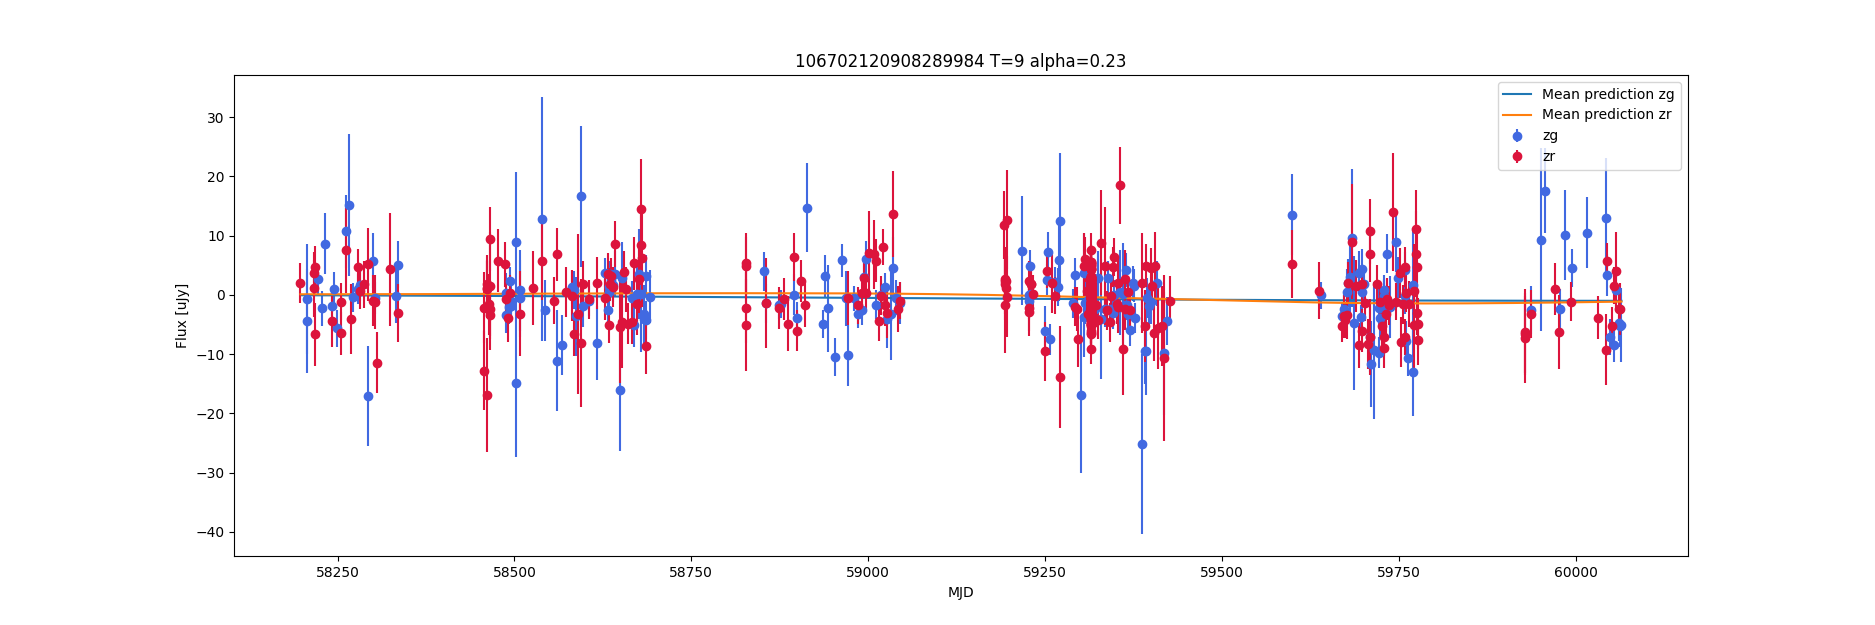 106702120908289984 T=9 alpha=0.23
Mean prediction zg
Mean prediction zr
zg
zr
Flux [uJy]
30
20
10
0
−10
−20
−30
−40
58250
58500
58750
59000
59250
59500
59750
60000
MJD